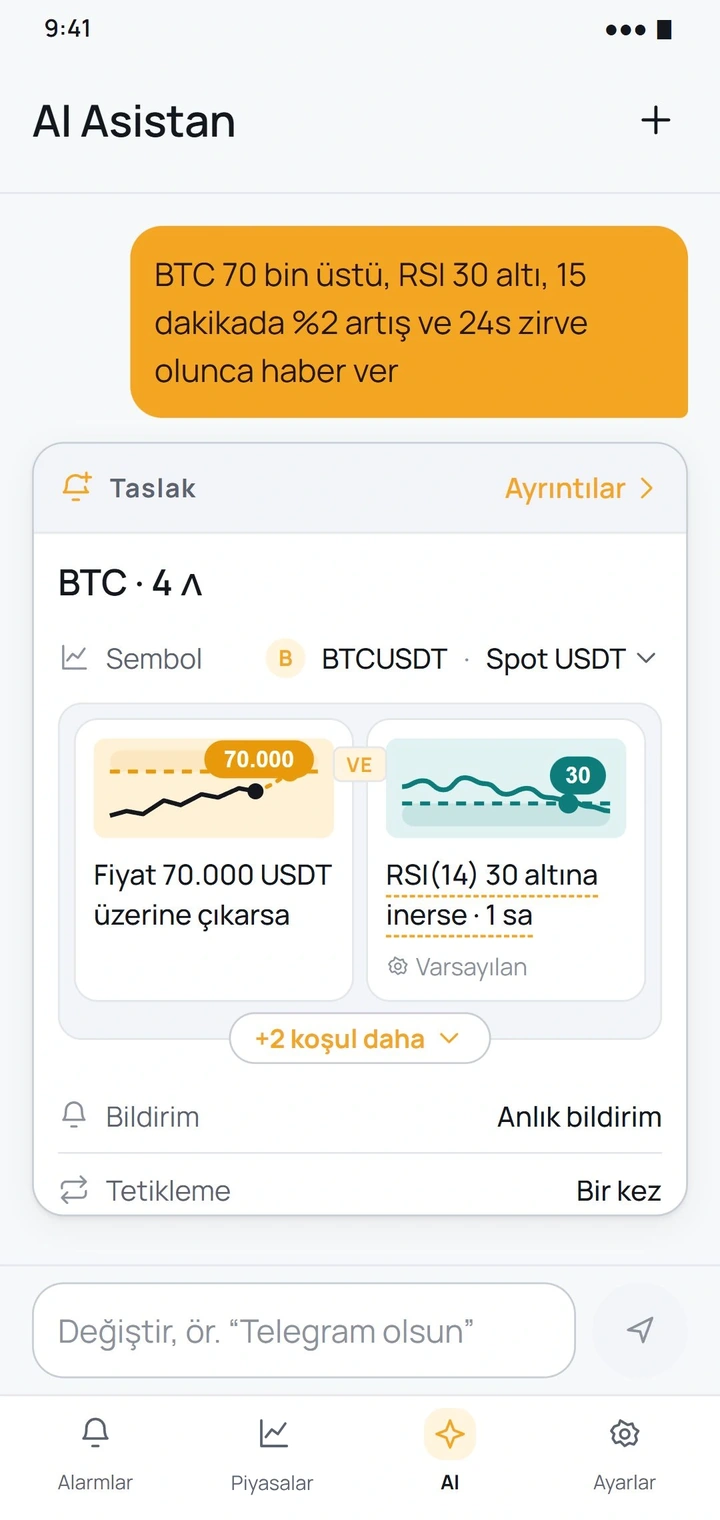 9:41
AI Asistan
BTC 70 bin üstü, RSI 30 altı, 15
dakikada %2 artış ve 24s zirve
olunca haber ver
Taslak
Ayrıntılar
BTC · 4 ∧
Sembol
B BTCUSDT · Spot USDT
70.000
VE
30
Fiyat 70.000 USDT
üzerine çıkarsa
RSI(14) 30 altına
inerse · 1 sa
Varsayılan
+2 koşul daha
Bildirim
Anlık bildirim
Tetikleme
Bir kez
Değiştir, ör. “Telegram olsun”
Alarmlar
Piyasalar
AI
Ayarlar